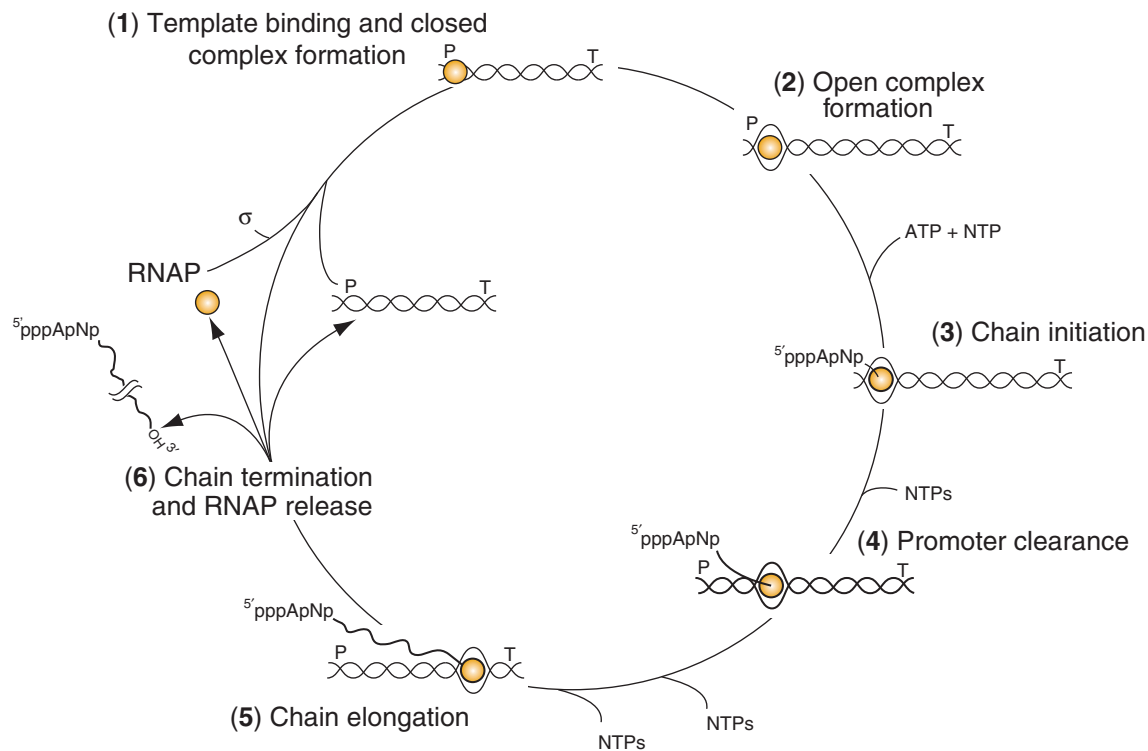 (1) Template binding and closed
complex formation
P
T
(2) Open complex
formation
P
T
ATP + NTP
(3) Chain initiation
5′pppApNp
T
NTPs
(4) Promoter clearance
5′pppApNp
P
T
NTPs
NTPs
(5) Chain elongation
5′pppApNp
P
T
(6) Chain termination
and RNAP release
5′pppApNp
OH 3′
RNAP
σ
P
T